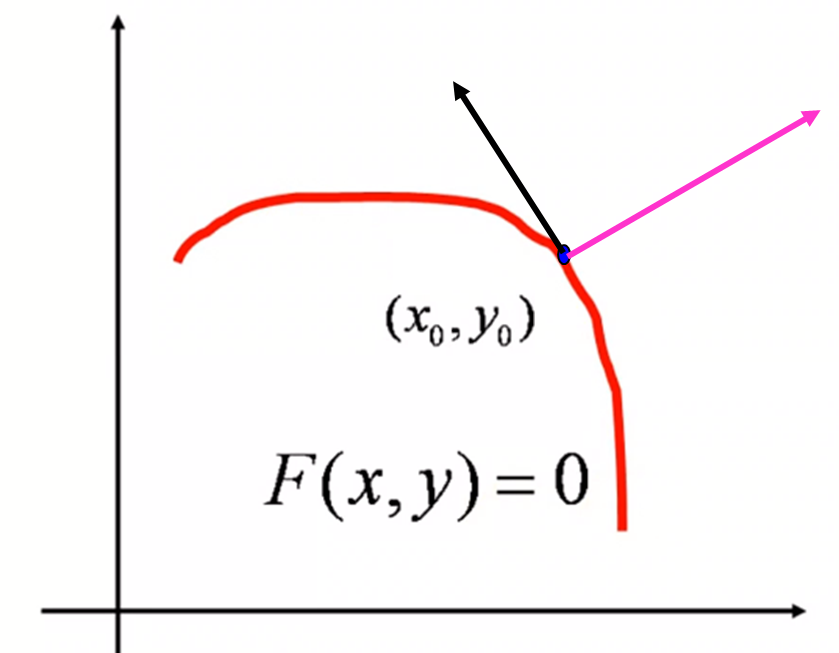 (x₀, y₀)
F(x, y) = 0